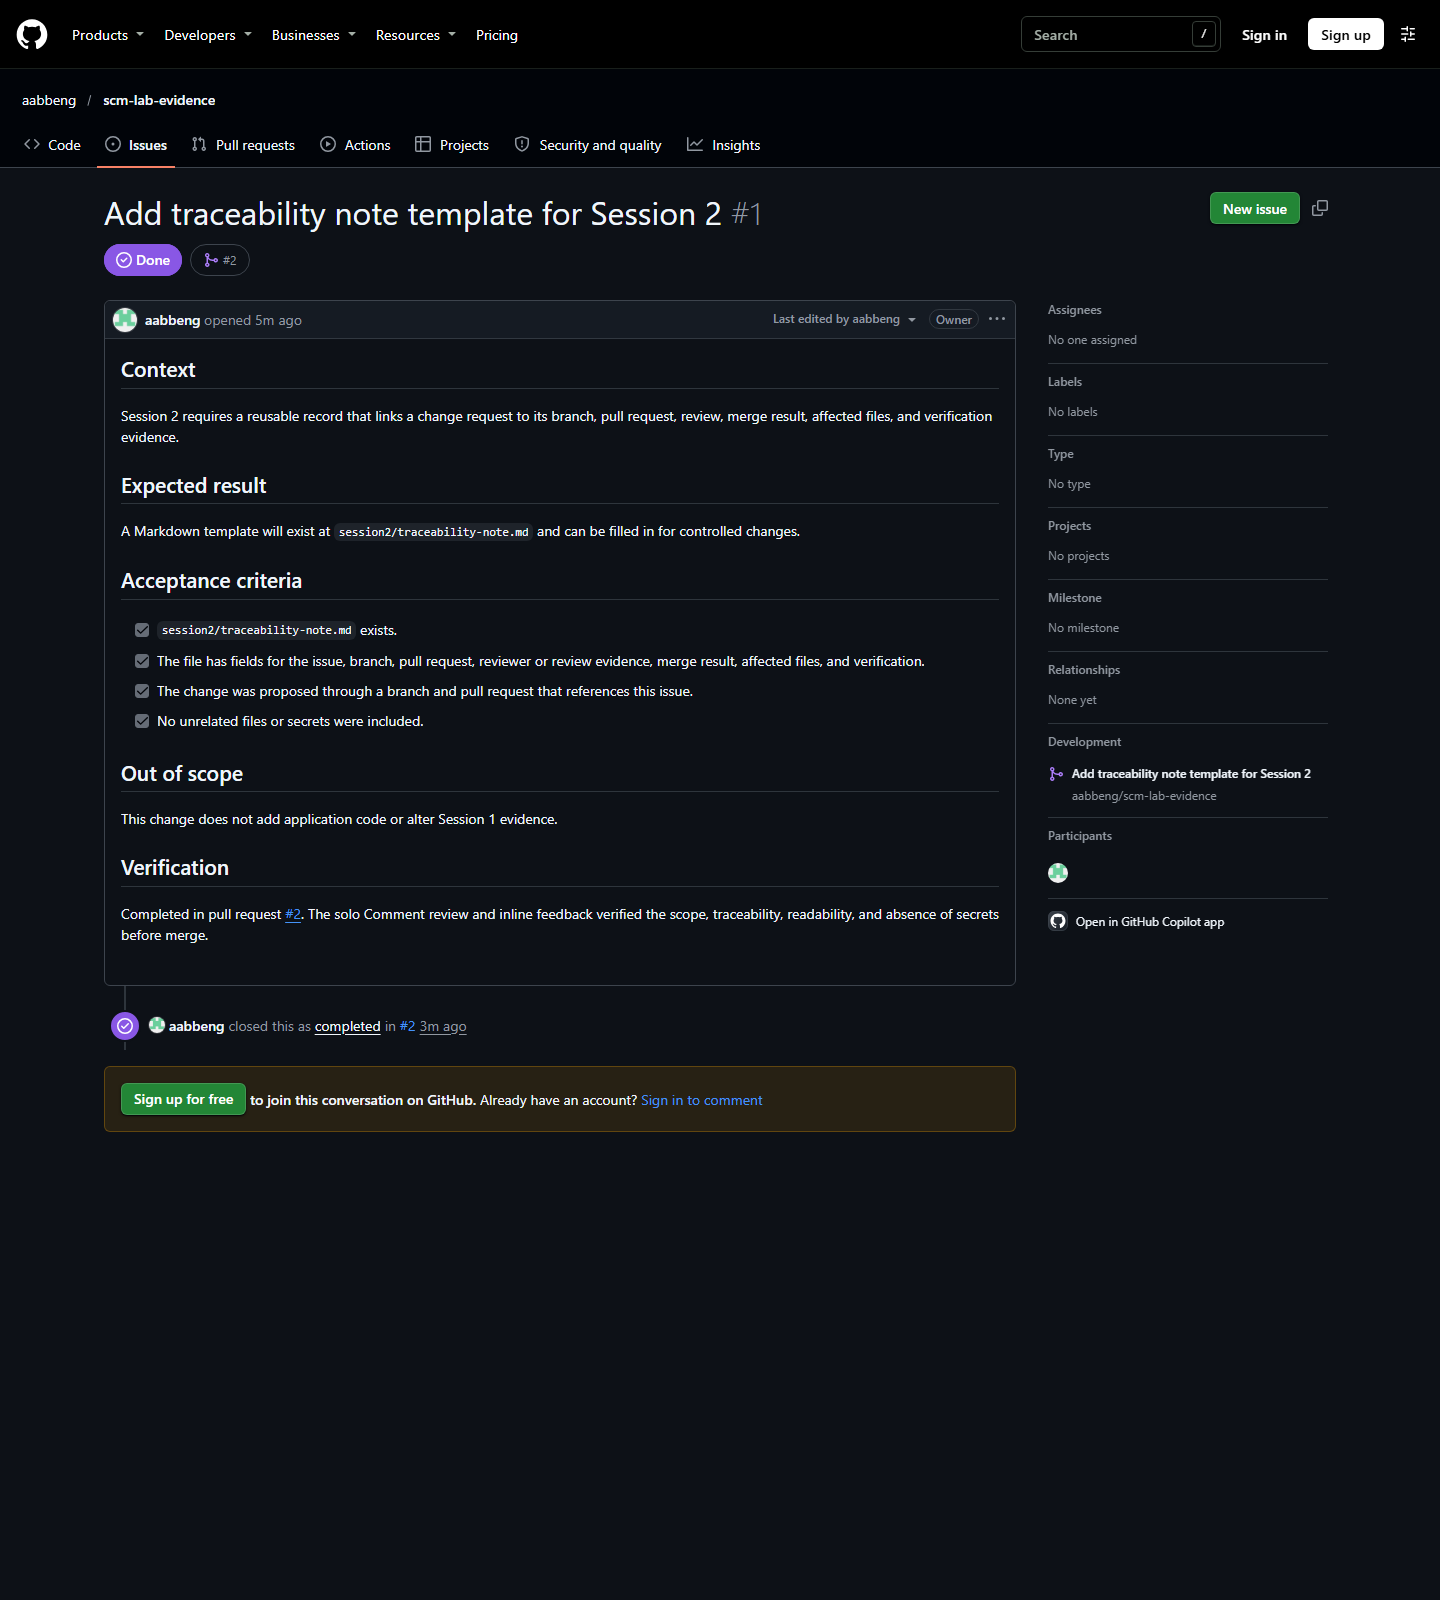 Products
Developers
Businesses
Resources
Pricing
Search
/
Sign in
Sign up
aabbeng / scm-lab-evidence
Code
Issues
Pull requests
Actions
Projects
Security and quality
Insights
Add traceability note template for Session 2 #1
New issue
Done
#2
aabbeng opened 5m ago
Last edited by aabbeng
Owner
Context
Session 2 requires a reusable record that links a change request to its branch, pull request, review, merge result, affected files, and verification
evidence.
Expected result
A Markdown template will exist at session2/traceability-note.md and can be filled in for controlled changes.
Acceptance criteria
session2/traceability-note.md exists.
The file has fields for the issue, branch, pull request, reviewer or review evidence, merge result, affected files, and verification.
The change was proposed through a branch and pull request that references this issue.
No unrelated files or secrets were included.
Out of scope
This change does not add application code or alter Session 1 evidence.
Verification
Completed in pull request #2. The solo Comment review and inline feedback verified the scope, traceability, readability, and absence of secrets
before merge.
aabbeng closed this as completed in #2 3m ago
Sign up for free to join this conversation on GitHub. Already have an account? Sign in to comment
Assignees
No one assigned
Labels
No labels
Type
No type
Projects
No projects
Milestone
No milestone
Relationships
None yet
Development
Add traceability note template for Session 2
aabbeng/scm-lab-evidence
Participants
Open in GitHub Copilot app